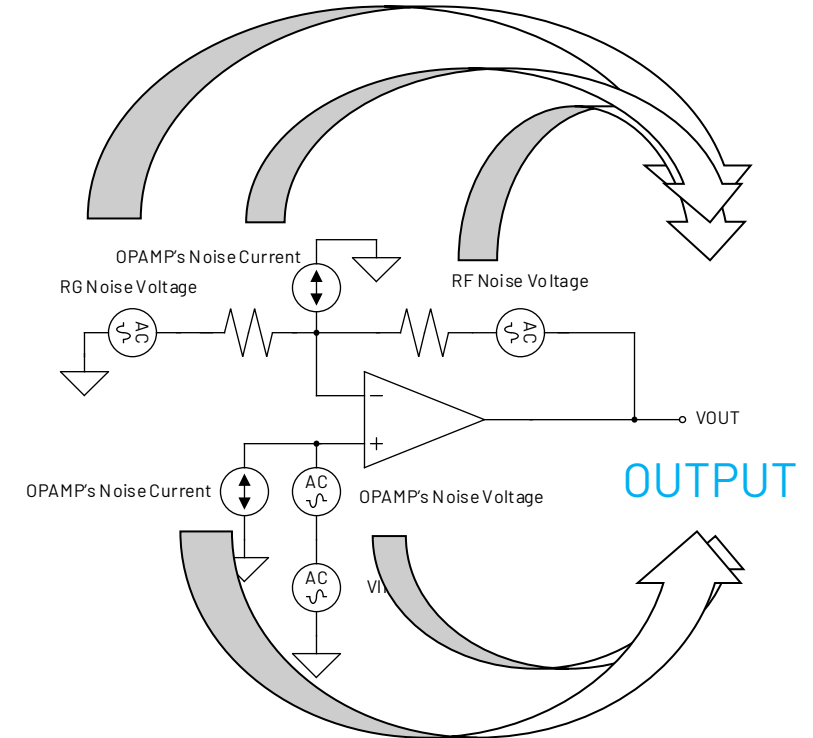 OPAMP's Noise Current
RG Noise Voltage
RF Noise Voltage
AC
AC
VOUT
OUTPUT
OPAMP's Noise Current
AC
OPAMP's Noise Voltage
AC